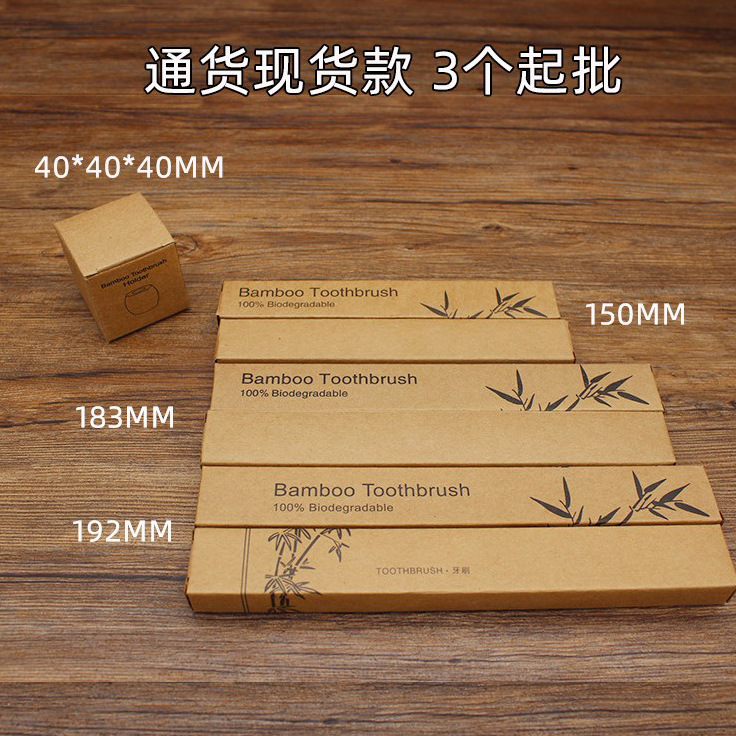 通货现货款 3个起批
40*40*40MM
Bamboo Toothbrush
Holder
Bamboo Toothbrush
100% Biodegradable
150MM
Bamboo Toothbrush
100% Biodegradable
183MM
Bamboo Toothbrush
100% Biodegradable
192MM
TOOTHBRUSH · 牙刷